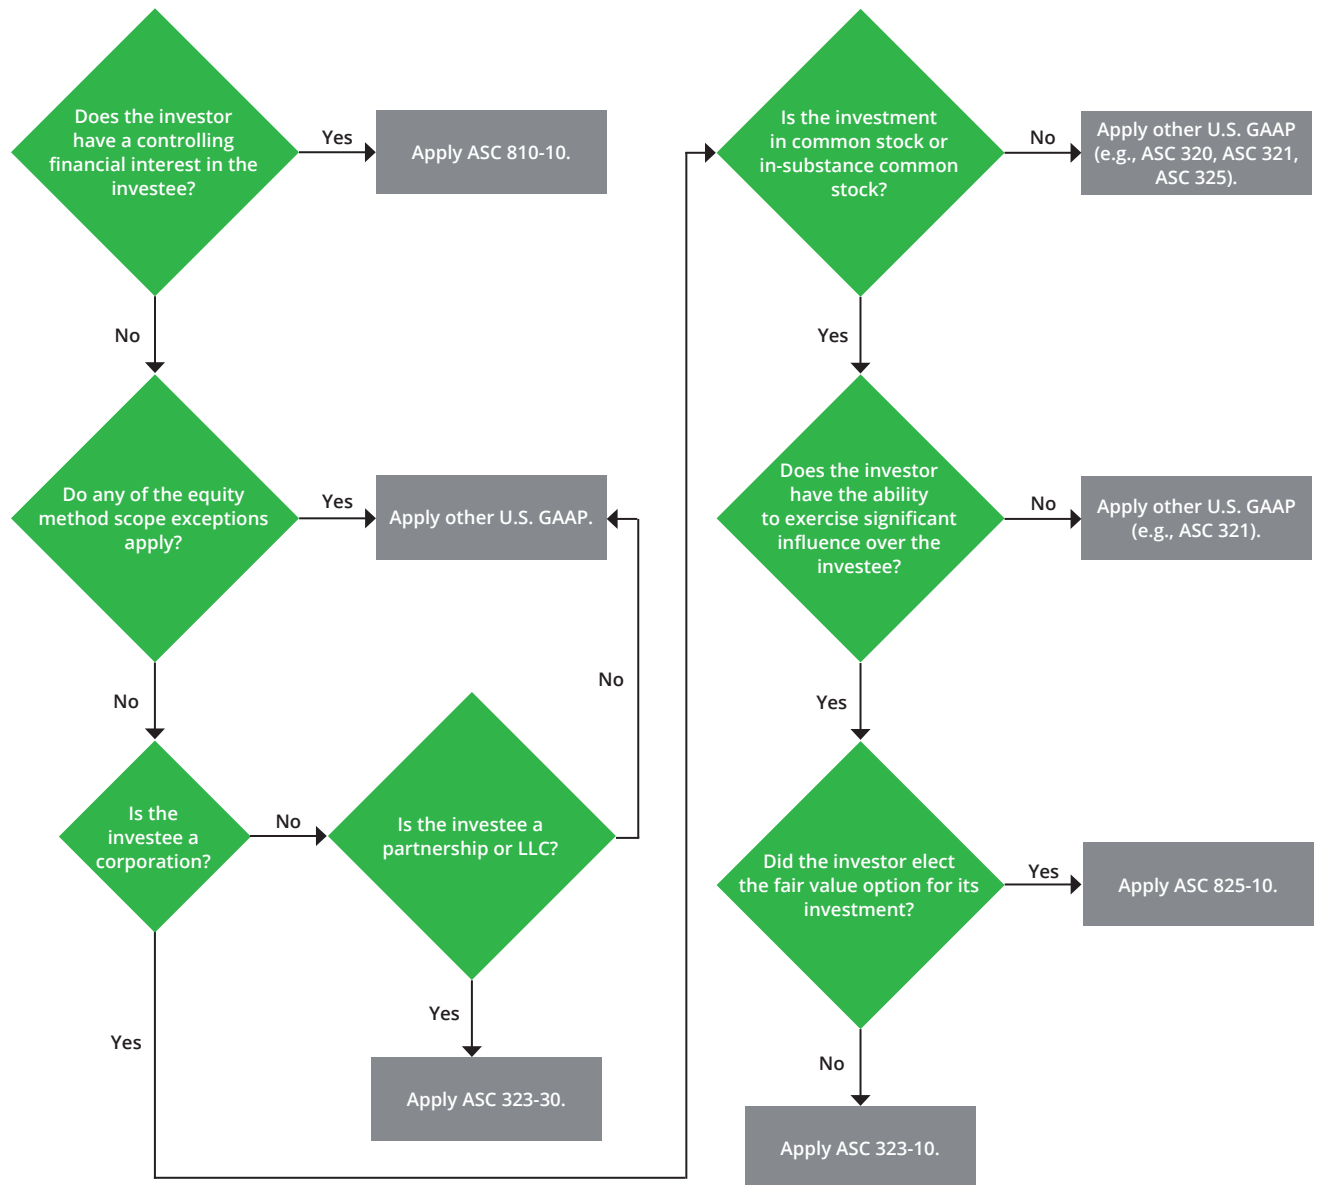 Does the investor
have a controlling
financial interest in the
investee?
Yes
Apply ASC 810-10.
No
Do any of the equity
method scope exceptions
apply?
Yes
Apply other U.S. GAAP.
No
No
Is the
investee a
corporation?
No
Is the investee a
partnership or LLC?
Yes
Yes
Apply ASC 323-30.
Is the investment
in common stock or
in-substance common
stock?
No
Apply other U.S. GAAP
(e.g., ASC 320, ASC 321,
ASC 325).
Yes
Does the investor
have the ability
to exercise significant
influence over the
investee?
No
Apply other U.S. GAAP
(e.g., ASC 321).
Yes
Did the investor elect
the fair value option for its
investment?
Yes
Apply ASC 825-10.
No
Apply ASC 323-10.